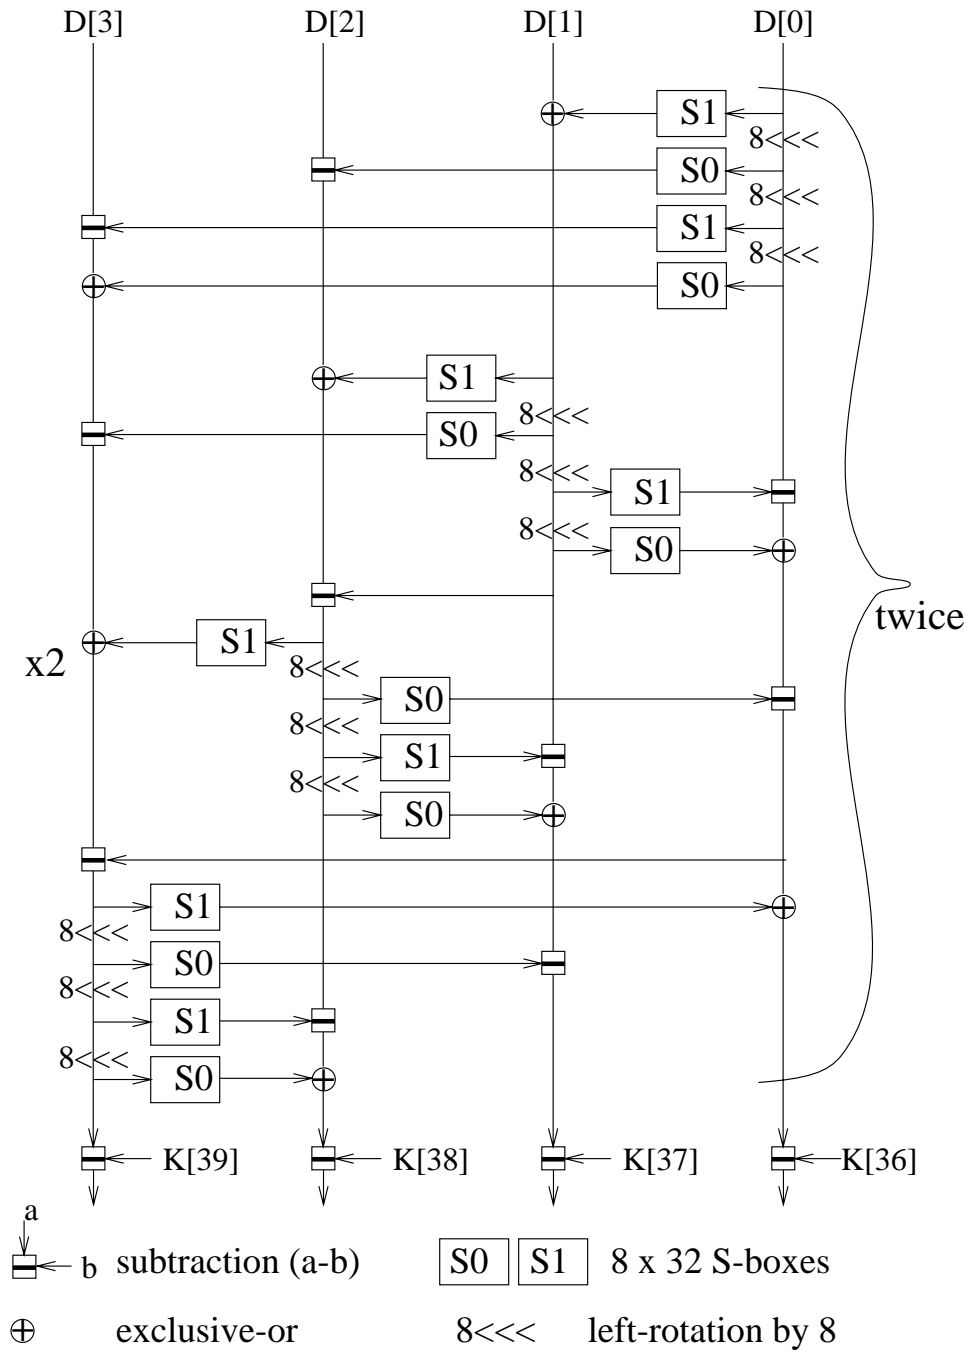 D[3] D[2] D[1] D[0]
S1
8<<<
S0
8<<<
S1
8<<<
S0
S1
8<<<
S0
8<<<
S1
8<<<
S0
twice
S1
x2
8<<<
S0
8<<<
S1
8<<<
S0
S1
8<<<
S0
8<<<
S1
8<<<
S0
K[39] K[38] K[37] K[36]
a
b subtraction (a-b) S0 S1 8 x 32 S-boxes
exclusive-or 8<<< left-rotation by 8